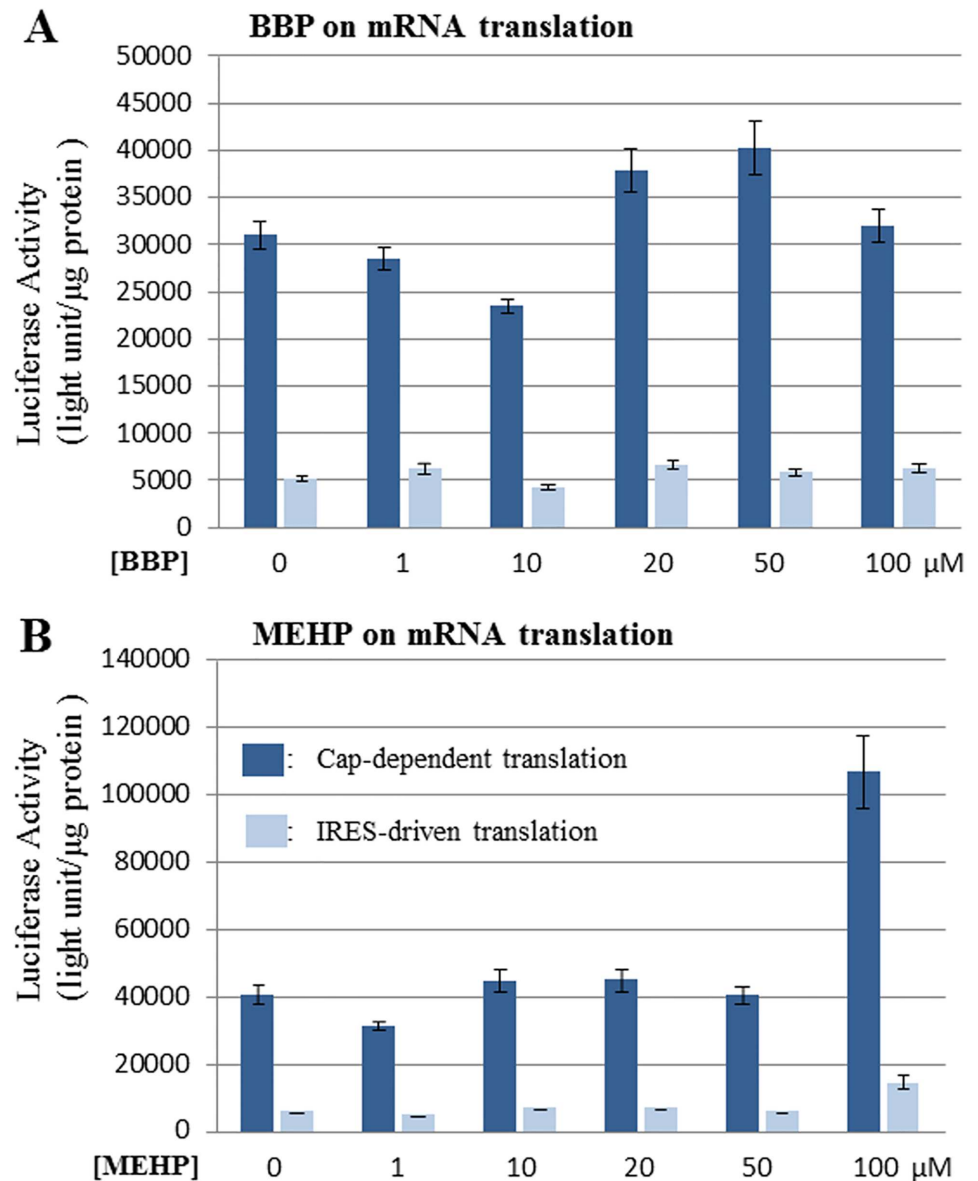 A BBP on mRNA translation
50000
45000
40000
35000
30000
25000
20000
15000
10000
5000
0
Luciferase Activity
(light unit/µg protein )
[BBP] 0 1 10 20 50 100 µM
B MEHP on mRNA translation
140000
120000
100000
80000
60000
40000
20000
0
Luciferase Activity
(light unit/µg protein )
: Cap-dependent translation
: IRES-driven translation
[MEHP] 0 1 10 20 50 100 µM